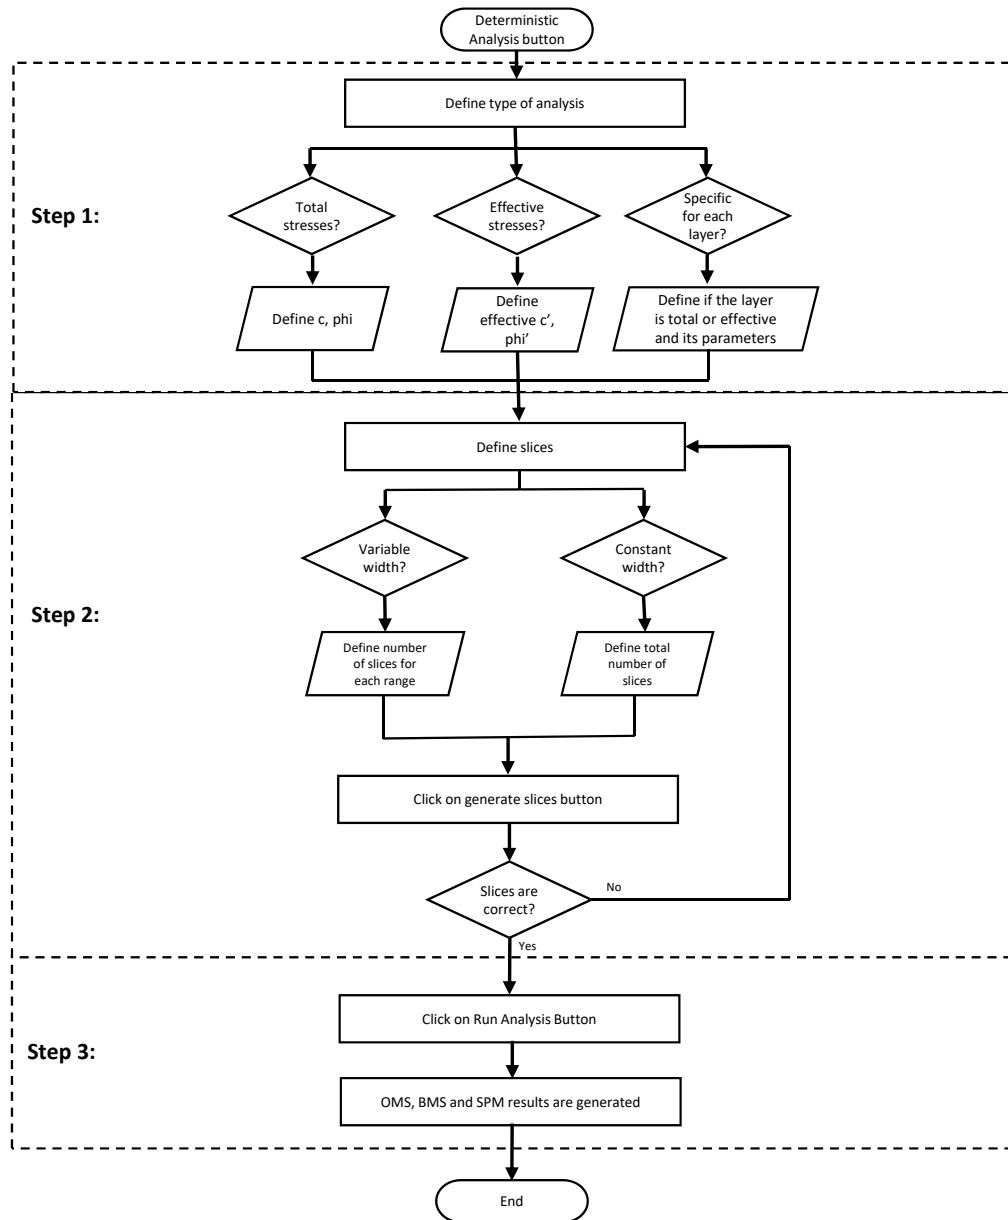 Deterministic
Analysis button
Define type of analysis
Step 1:
Total
stresses?
Effective
stresses?
Specific
for each
layer?
Define c, phi
Define
effective c’,
phi’
Define if the layer
is total or effective
and its parameters
Define slices
Variable
width?
Constant
width?
Step 2:
Define number
of slices for
each range
Define total
number of
slices
Click on generate slices button
Slices are
correct?
No
Yes
Click on Run Analysis Button
Step 3:
OMS, BMS and SPM results are generated
End